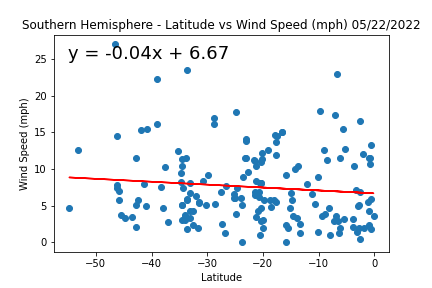 Southern Hemisphere - Latitude vs Wind Speed (mph) 05/22/2022
y = -0.04x + 6.67
25
20
15
10
5
0
Wind Speed (mph)
−50 −40 −30 −20 −10 0
Latitude